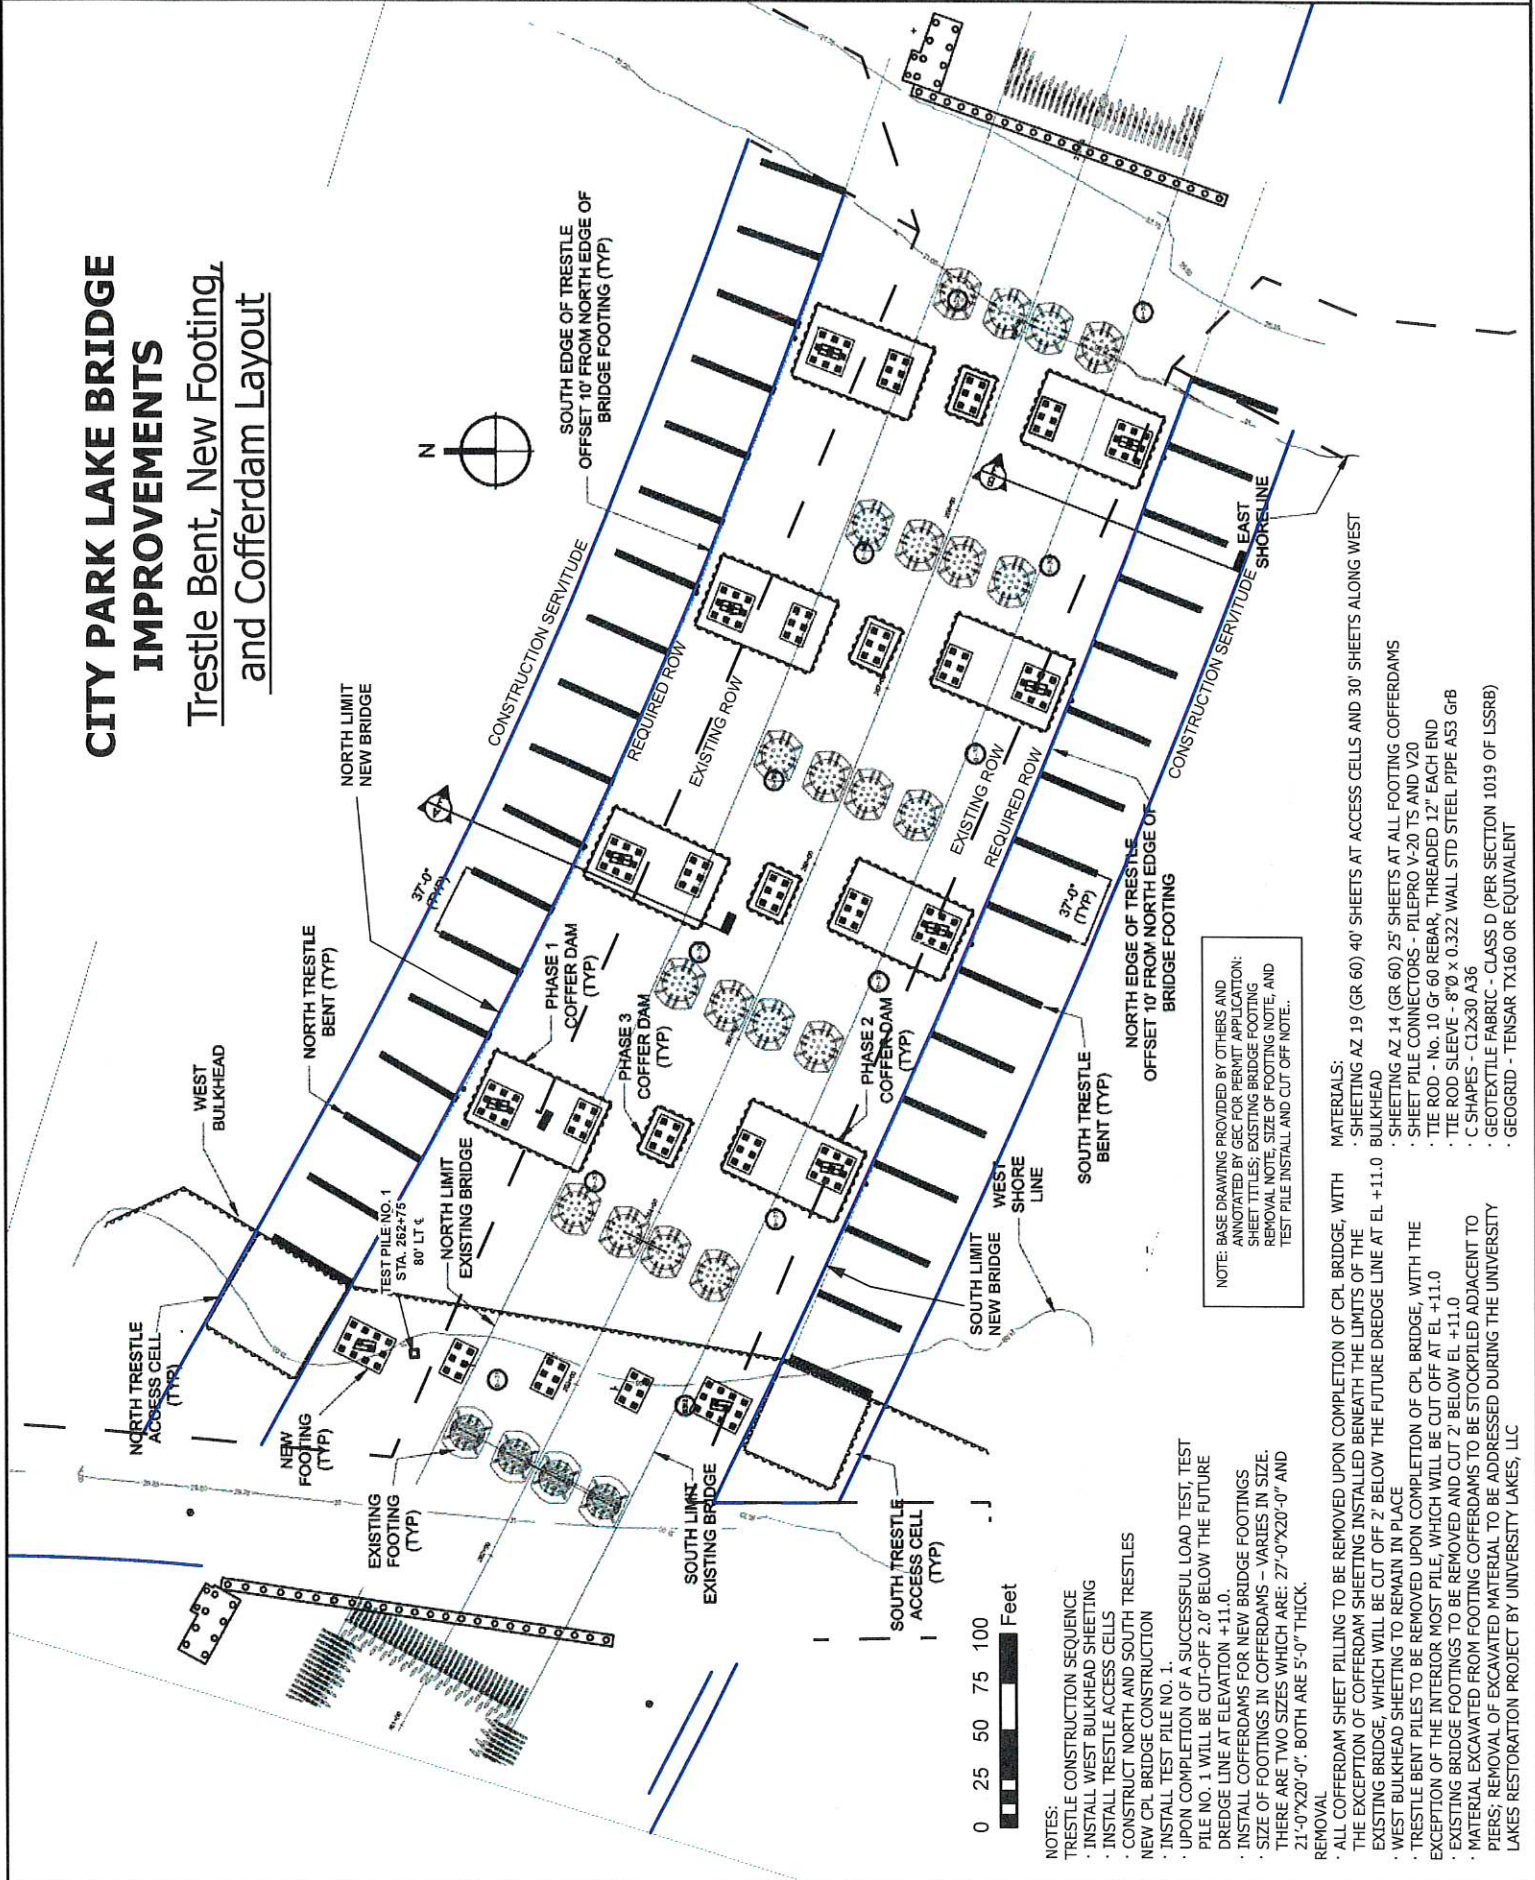 CITY PARK LAKE BRIDGE
IMPROVEMENTS
Trestle Bent, New Footing,
and Cofferdam Layout
N
SOUTH EDGE OF TRESTLE
OFFSET 10' FROM NORTH EDGE OF
BRIDGE FOOTING (TYP)
NORTH LIMIT
NEW BRIDGE
CONSTRUCTION SERVITUDE
REQUIRED ROW
EXISTING ROW
37'-0"
(TYP)
NORTH TRESTLE
BENT (TYP)
WEST
BULKHEAD
PHASE 1
COFFER DAM
(TYP)
PHASE 3
COFFER DAM
(TYP)
PHASE 2
COFFER DAM
(TYP)
TEST PILE NO. 1
STA. 262+75
80' LT ℄
NORTH LIMIT
EXISTING BRIDGE
NORTH TRESTLE
ACCESS CELL
(TYP)
NEW
FOOTING
(TYP)
EXISTING
FOOTING
(TYP)
SOUTH LIMIT
EXISTING BRIDGE
SOUTH TRESTLE
ACCESS CELL
(TYP)
SOUTH LIMIT
NEW BRIDGE
WEST
SHORE
LINE
SOUTH TRESTLE
BENT (TYP)
EXISTING ROW
REQUIRED ROW
CONSTRUCTION SERVITUDE
EAST
SHORELINE
37'-0"
(TYP)
NORTH EDGE OF TRESTLE
OFFSET 10' FROM NORTH EDGE OF
BRIDGE FOOTING
NOTE: BASE DRAWING PROVIDED BY OTHERS AND
ANNOTATED BY GEC FOR PERMIT APPLICATION:
SHEET TITLES; EXISTING BRIDGE FOOTING
REMOVAL NOTE, SIZE OF FOOTING NOTE, AND
TEST PILE INSTALL AND CUT OFF NOTE..
0 25 50 75 100
Feet
NOTES:
TRESTLE CONSTRUCTION SEQUENCE
· INSTALL WEST BULKHEAD SHEETING
· INSTALL TRESTLE ACCESS CELLS
· CONSTRUCT NORTH AND SOUTH TRESTLES
NEW CPL BRIDGE CONSTRUCTION
· INSTALL TEST PILE NO. 1.
· UPON COMPLETION OF A SUCCESSFUL LOAD TEST, TEST
PILE NO. 1 WILL BE CUT-OFF 2.0' BELOW THE FUTURE
DREDGE LINE AT ELEVATION +11.0.
· INSTALL COFFERDAMS FOR NEW BRIDGE FOOTINGS
· SIZE OF FOOTINGS IN COFFERDAMS – VARIES IN SIZE.
THERE ARE TWO SIZES WHICH ARE: 27'-0"X20'-0" AND
21'-0"X20'-0". BOTH ARE 5'-0" THICK.
REMOVAL
· ALL COFFERDAM SHEET PILLING TO BE REMOVED UPON COMPLETION OF CPL BRIDGE, WITH
THE EXCEPTION OF COFFERDAM SHEETING INSTALLED BENEATH THE LIMITS OF THE
EXISTING BRIDGE, WHICH WILL BE CUT OFF 2' BELOW THE FUTURE DREDGE LINE AT EL +11.0
· WEST BULKHEAD SHEETING TO REMAIN IN PLACE
· TRESTLE BENT PILES TO BE REMOVED UPON COMPLETION OF CPL BRIDGE, WITH THE
EXCEPTION OF THE INTERIOR MOST PILE, WHICH WILL BE CUT OFF AT EL +11.0
· EXISTING BRIDGE FOOTINGS TO BE REMOVED AND CUT 2' BELOW EL +11.0
· MATERIAL EXCAVATED FROM FOOTING COFFERDAMS TO BE STOCKPILED ADJACENT TO
PIERS; REMOVAL OF EXCAVATED MATERIAL TO BE ADDRESSED DURING THE UNIVERSITY
LAKES RESTORATION PROJECT BY UNIVERSITY LAKES, LLC
MATERIALS:
· SHEETING AZ 19 (GR 60) 40' SHEETS AT ACCESS CELLS AND 30' SHEETS ALONG WEST
BULKHEAD
· SHEETING AZ 14 (GR 60) 25' SHEETS AT ALL FOOTING COFFERDAMS
· SHEET PILE CONNECTORS - PILEPRO V-20 TS AND V20
· TIE ROD - No. 10 Gr 60 REBAR, THREADED 12" EACH END
· TIE ROD SLEEVE - 8"Ø x 0.322 WALL STD STEEL PIPE A53 GrB
· C SHAPES - C12x30 A36
· GEOTEXTILE FABRIC - CLASS D (PER SECTION 1019 OF LSSRB)
· GEOGRID - TENSAR TX160 OR EQUIVALENT